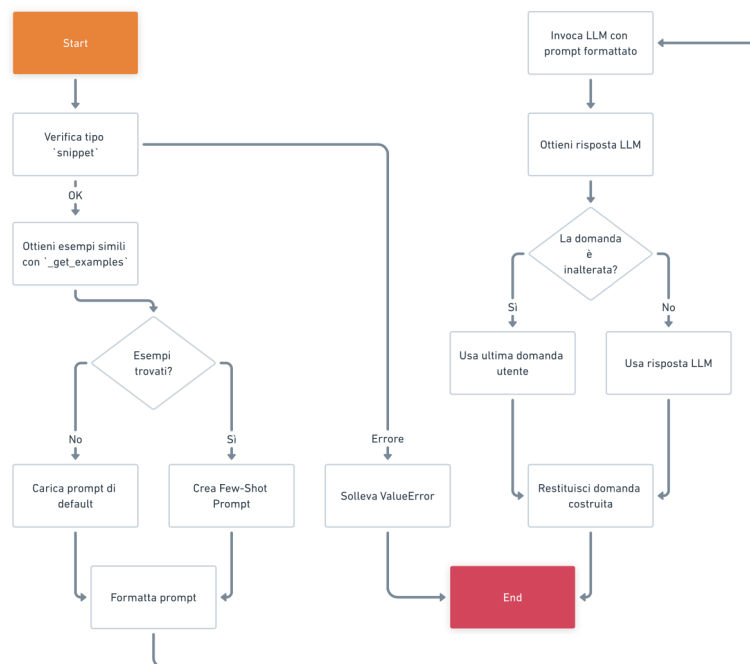 Start
Verifica tipo
`snippet`
OK
Ottieni esempi simili
con `_get_examples`
Esempi
trovati?
No
Sì
Errore
Carica prompt di
default
Crea Few-Shot
Prompt
Solleva ValueError
Formatta prompt
Invoca LLM con
prompt formattato
Ottieni risposta LLM
La domanda
è
inalterata?
Sì
No
Usa ultima domanda
utente
Usa risposta LLM
Restituisci domanda
costruita
End